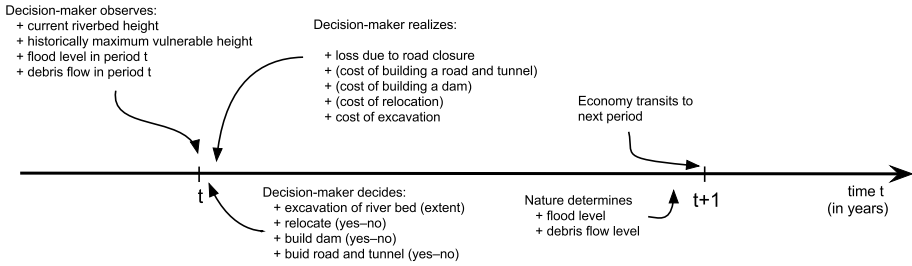 Decision-maker observes:
+ current riverbed height
+ historically maximum vulnerable height
+ flood level in period t
+ debris flow in period t
Decision-maker realizes:
+ loss due to road closure
+ (cost of building a road and tunnel)
+ (cost of building a dam)
+ (cost of relocation)
+ cost of excavation
Economy transits to
next period
t
Decision-maker decides:
+ excavation of river bed (extent)
+ relocate (yes–no)
+ build dam (yes–no)
+ buid road and tunnel (yes–no)
Nature determines
+ flood level
+ debris flow level
t+1
time t
(in years)